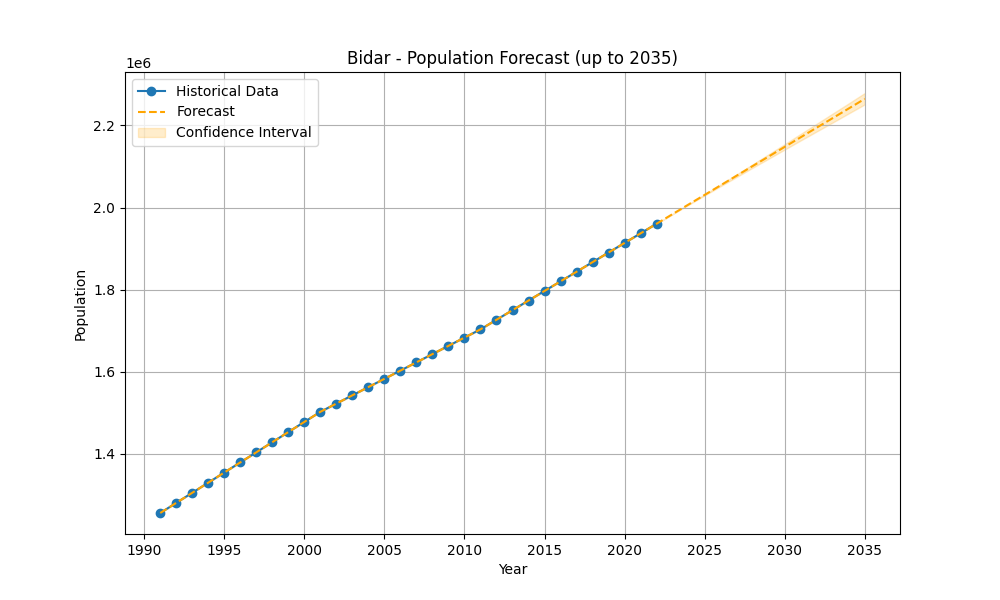 Bidar - Population Forecast (up to 2035)
1e6
Historical Data
Forecast
Confidence Interval
2.2
2.0
1.8
1.6
1.4
Population
1990 1995 2000 2005 2010 2015 2020 2025 2030 2035
Year